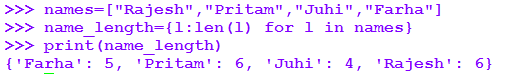 >>> names=["Rajesh","Pritam","Juhi","Farha"]
>>> name_length={l:len(l) for l in names}
>>> print(name_length)
{'Farha': 5, 'Pritam': 6, 'Juhi': 4, 'Rajesh': 6}